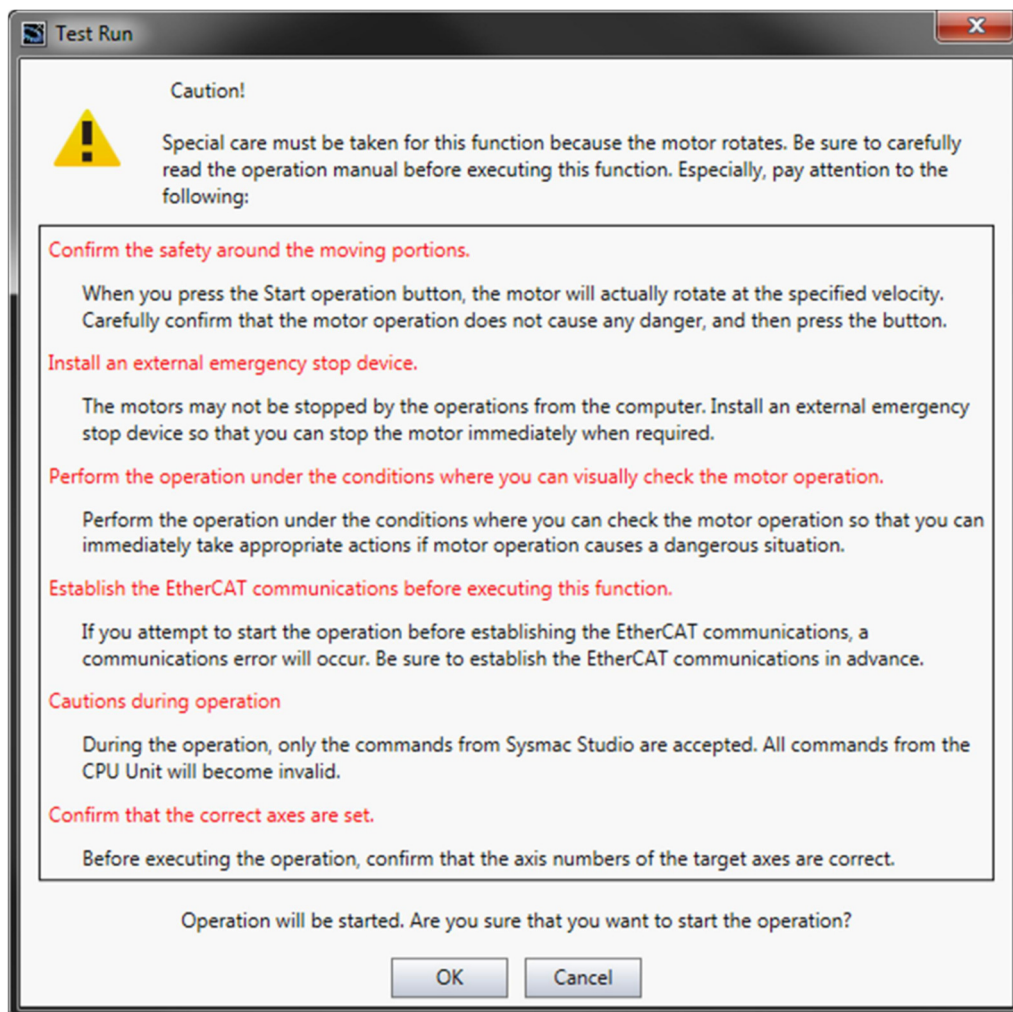 Test Run
Caution!
Special care must be taken for this function because the motor rotates. Be sure to carefully
read the operation manual before executing this function. Especially, pay attention to the
following:
Confirm the safety around the moving portions.
When you press the Start operation button, the motor will actually rotate at the specified velocity.
Carefully confirm that the motor operation does not cause any danger, and then press the button.
Install an external emergency stop device.
The motors may not be stopped by the operations from the computer. Install an external emergency
stop device so that you can stop the motor immediately when required.
Perform the operation under the conditions where you can visually check the motor operation.
Perform the operation under the conditions where you can check the motor operation so that you can
immediately take appropriate actions if motor operation causes a dangerous situation.
Establish the EtherCAT communications before executing this function.
If you attempt to start the operation before establishing the EtherCAT communications, a
communications error will occur. Be sure to establish the EtherCAT communications in advance.
Cautions during operation
During the operation, only the commands from Sysmac Studio are accepted. All commands from the
CPU Unit will become invalid.
Confirm that the correct axes are set.
Before executing the operation, confirm that the axis numbers of the target axes are correct.
Operation will be started. Are you sure that you want to start the operation?
OK
Cancel